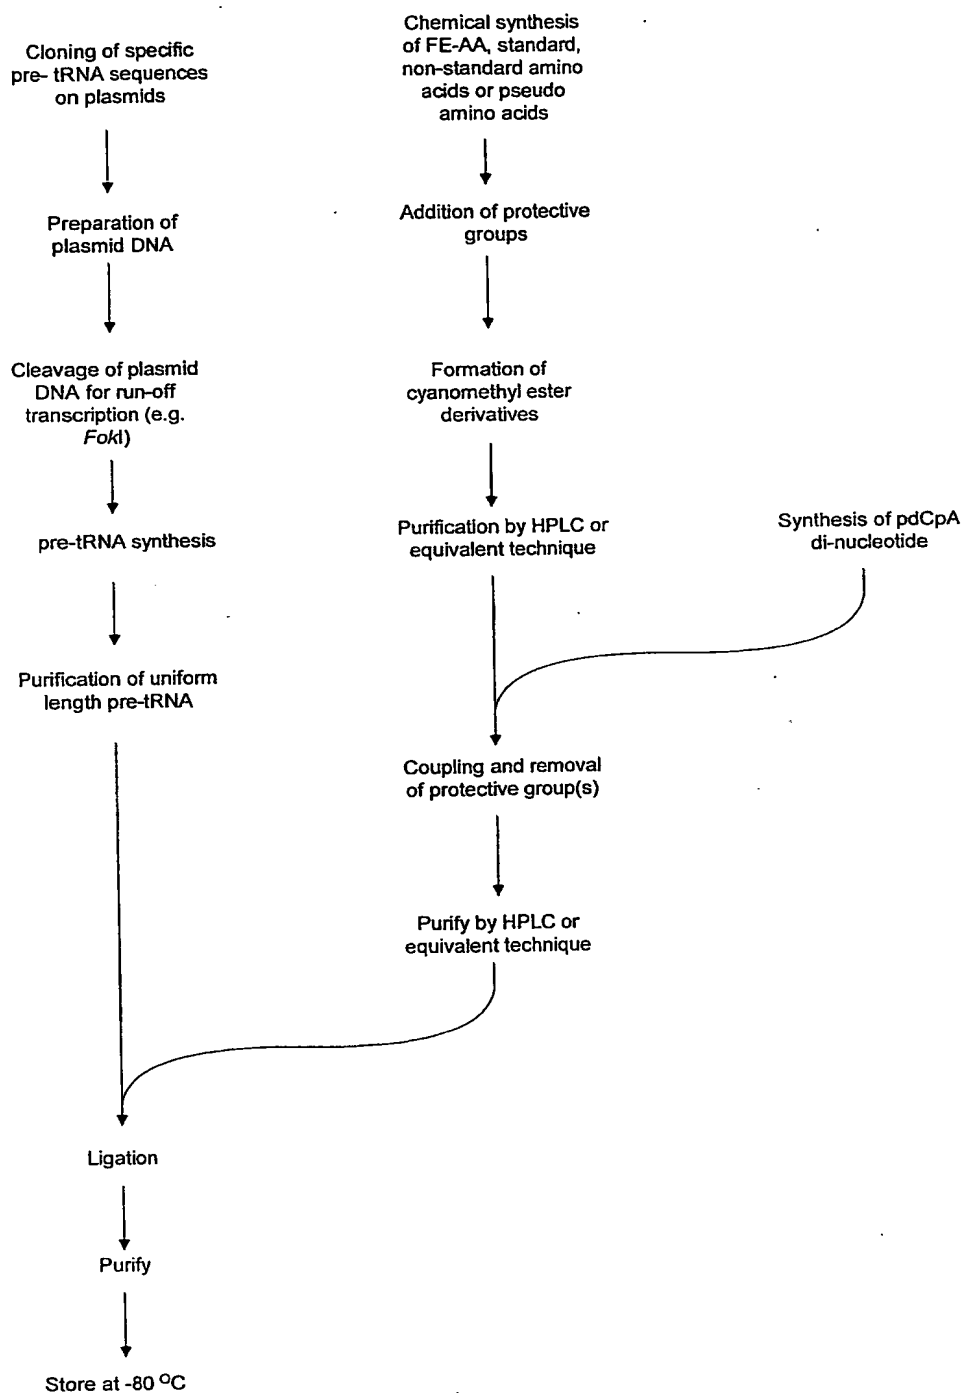 Cloning of specific
pre- tRNA sequences
on plasmids
Preparation of
plasmid DNA
Cleavage of plasmid
DNA for run-off
transcription (e.g.
FokI)
pre-tRNA synthesis
Purification of uniform
length pre-tRNA
Chemical synthesis
of FE-AA, standard,
non-standard amino
acids or pseudo
amino acids
Addition of protective
groups
Formation of
cyanomethyl ester
derivatives
Purification by HPLC or
equivalent technique
Synthesis of pdCpA
di-nucleotide
Coupling and removal
of protective group(s)
Purify by HPLC or
equivalent technique
Ligation
Purify
Store at -80 °C